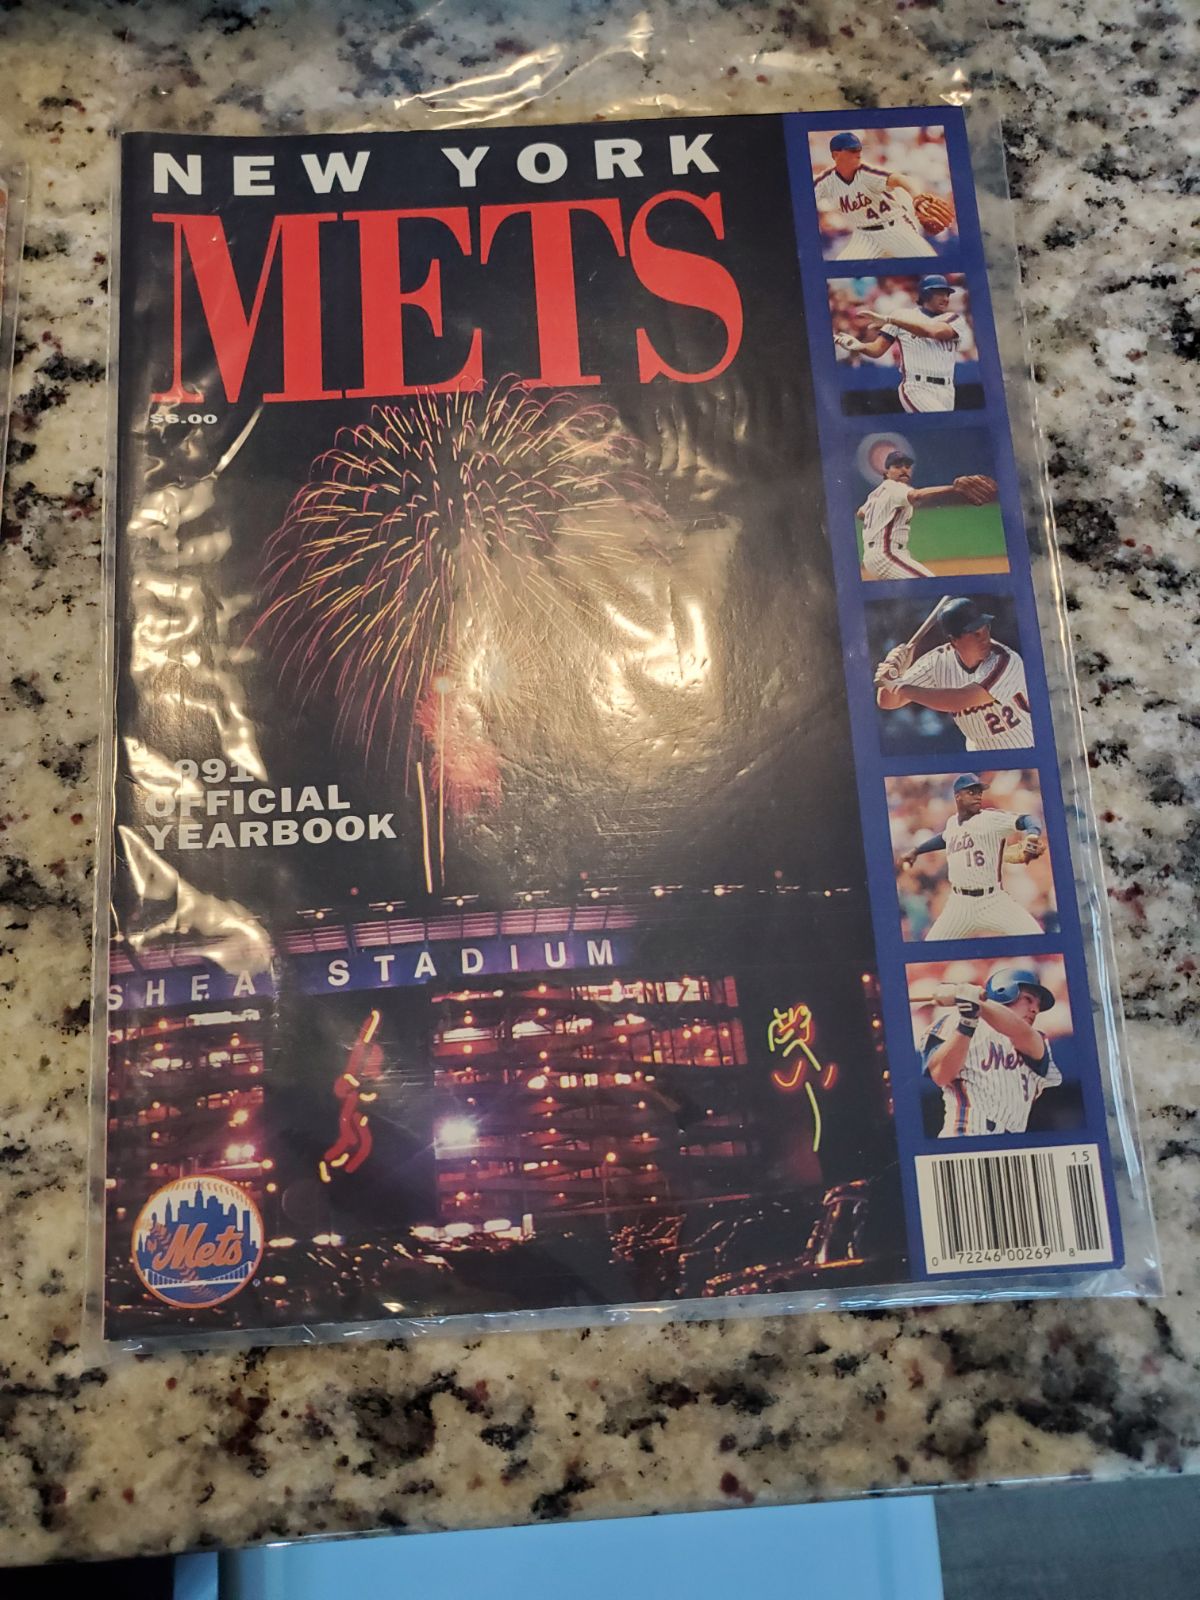 NEW YORK
METS
$6.00
1991
OFFICIAL
YEARBOOK
SHEA STADIUM
Mets
Mets
44
22
Mets
16
15
0 72246 00269 8